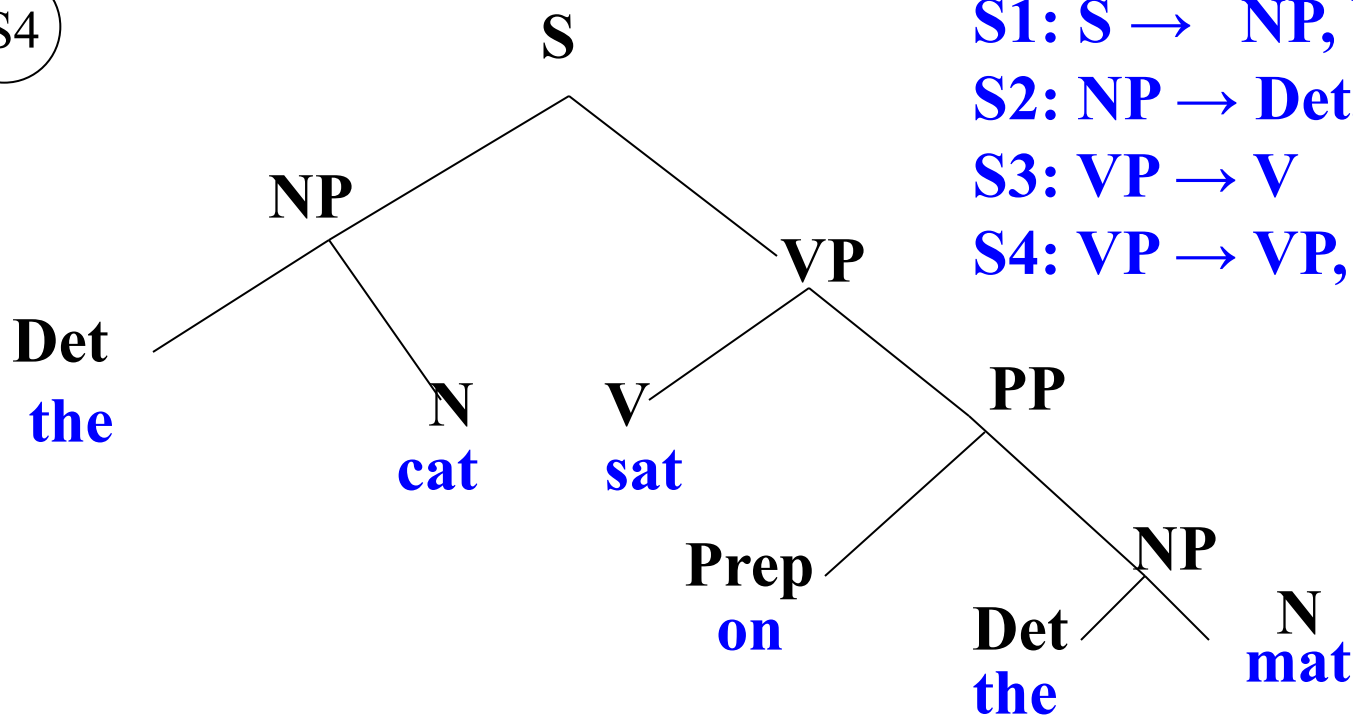 S4
S
S1: S → NP,
S2: NP → Det
S3: VP → V
S4: VP → VP,
NP
VP
Det
the
N
cat
V
sat
PP
Prep
on
NP
Det
the
N
mat